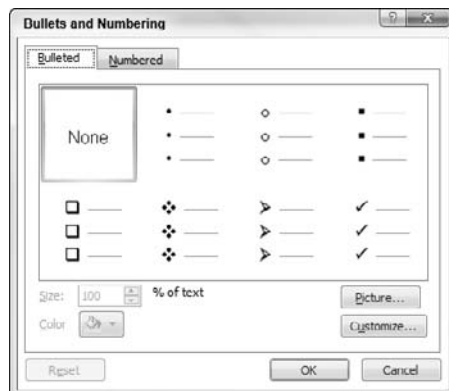 Bullets and Numbering
Bulleted Numbered
None
Size: 100 % of text
Picture...
Color
Customize...
Reset OK Cancel